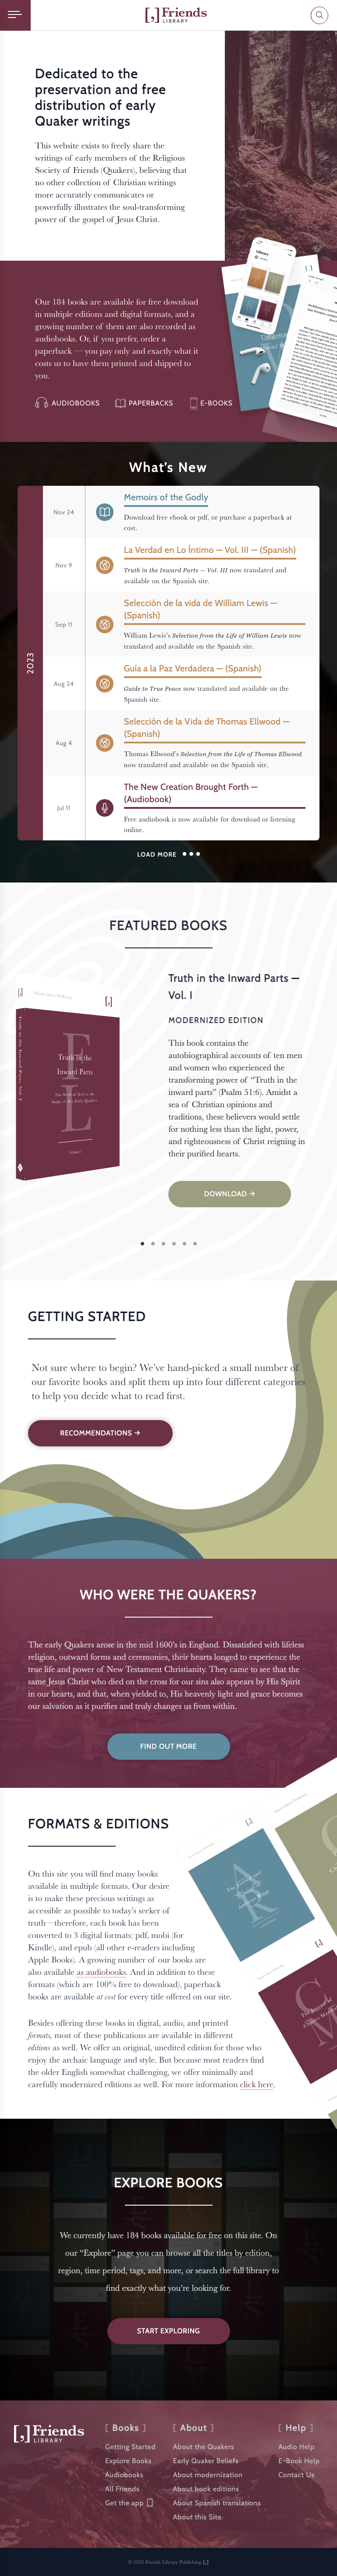 [,] Friends
LIBRARY
Dedicated to the
preservation and free
distribution of early
Quaker writings
This website exists to freely share the
writings of early members of the Religious
Society of Friends (Quakers), believing that
no other collection of Christian writings
more accurately communicates or
powerfully illustrates the soul-transforming
power of the gospel of Jesus Christ.
Our 184 books are available for free download
in multiple editions and digital formats, and a
growing number of them are also recorded as
audiobooks. Or, if you prefer, order a
paperback — you pay only and exactly what it
costs us to have them printed and shipped to
you.
AUDIOBOOKS
PAPERBACKS
E-BOOKS
Library
What's New
2023
Nov 24
Memoirs of the Godly
Download free ebook or pdf, or purchase a paperback at
cost.
Nov 9
La Verdad en Lo Íntimo — Vol. III — (Spanish)
Truth in the Inward Parts — Vol. III now translated and
available on the Spanish site.
Sep 11
Selección de la vida de William Lewis —
(Spanish)
William Lewis's Selection from the Life of William Lewis now
translated and available on the Spanish site.
Aug 24
Guía a la Paz Verdadera — (Spanish)
Guide to True Peace now translated and available on the
Spanish site.
Aug 4
Selección de la Vida de Thomas Ellwood —
(Spanish)
Thomas Ellwood's Selection from the Life of Thomas Ellwood
now translated and available on the Spanish site.
Jul 11
The New Creation Brought Forth —
(Audiobook)
Free audiobook is now available for download or listening
online.
LOAD MORE
FEATURED BOOKS
Truth in the Inward Parts, Vol. I
[,]
Truth in the
Inward Parts
FL
Volume I
Truth in the Inward Parts —
Vol. I
MODERNIZED EDITION
This book contains the
autobiographical accounts of ten men
and women who experienced the
transforming power of "Truth in the
inward parts" (Psalm 51:6). Amidst a
sea of Christian opinions and
traditions, these believers would settle
for nothing less than the light, power,
and righteousness of Christ reigning in
their purified hearts.
DOWNLOAD →
GETTING STARTED
Not sure where to begin? We've hand-picked a small number of
our favorite books and split them up into four different categories
to help you decide what to read first.
RECOMMENDATIONS →
WHO WERE THE QUAKERS?
The early Quakers arose in the mid 1600's in England. Dissatisfied with lifeless
religion, outward forms and ceremonies, their hearts longed to experience the
true life and power of New Testament Christianity. They came to see that the
same Jesus Christ who died on the cross for our sins also appears by His Spirit
in our hearts, and that, when yielded to, His heavenly light and grace becomes
our salvation as it purifies and truly changes us from within.
FIND OUT MORE
FORMATS & EDITIONS
On this site you will find many books
available in multiple formats. Our desire
is to make these precious writings as
accessible as possible to today's seeker of
truth—therefore, each book has been
converted to 3 digital formats: pdf, mobi (for
Kindle), and epub (all other e-readers including
Apple Books). A growing number of our books are
also available as audiobooks. And in addition to these
formats (which are 100% free to download), paperback
books are available at cost for every title offered on our site.
Besides offering these books in digital, audio, and printed
formats, most of these publications are available in different
editions as well. We offer an original, unedited edition for those who
enjoy the archaic language and style. But because most readers find
the older English somewhat challenging, we offer minimally and
carefully modernized editions as well. For more information click here.
EXPLORE BOOKS
We currently have 184 books available for free on this site. On
our "Explore" page you can browse all the titles by edition,
region, time period, tags, and more, or search the full library to
find exactly what you're looking for.
START EXPLORING
[,] Friends
LIBRARY
[ Books ]
Getting Started
Explore Books
Audiobooks
All Friends
Get the app
[ About ]
About the Quakers
Early Quaker Beliefs
About modernization
About book editions
About Spanish translations
About this Site
[ Help ]
Audio Help
E-Book Help
Contact Us
© 2023 Friends Library Publishing [,]